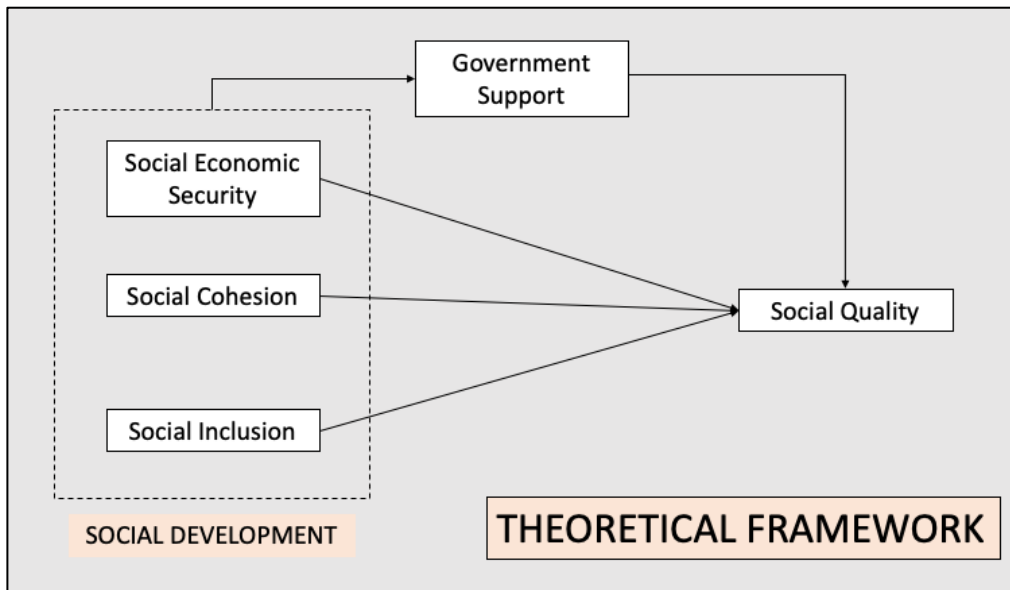 Government
Support
Social Economic
Security
Social Cohesion
Social Quality
Social Inclusion
SOCIAL DEVELOPMENT
THEORETICAL FRAMEWORK